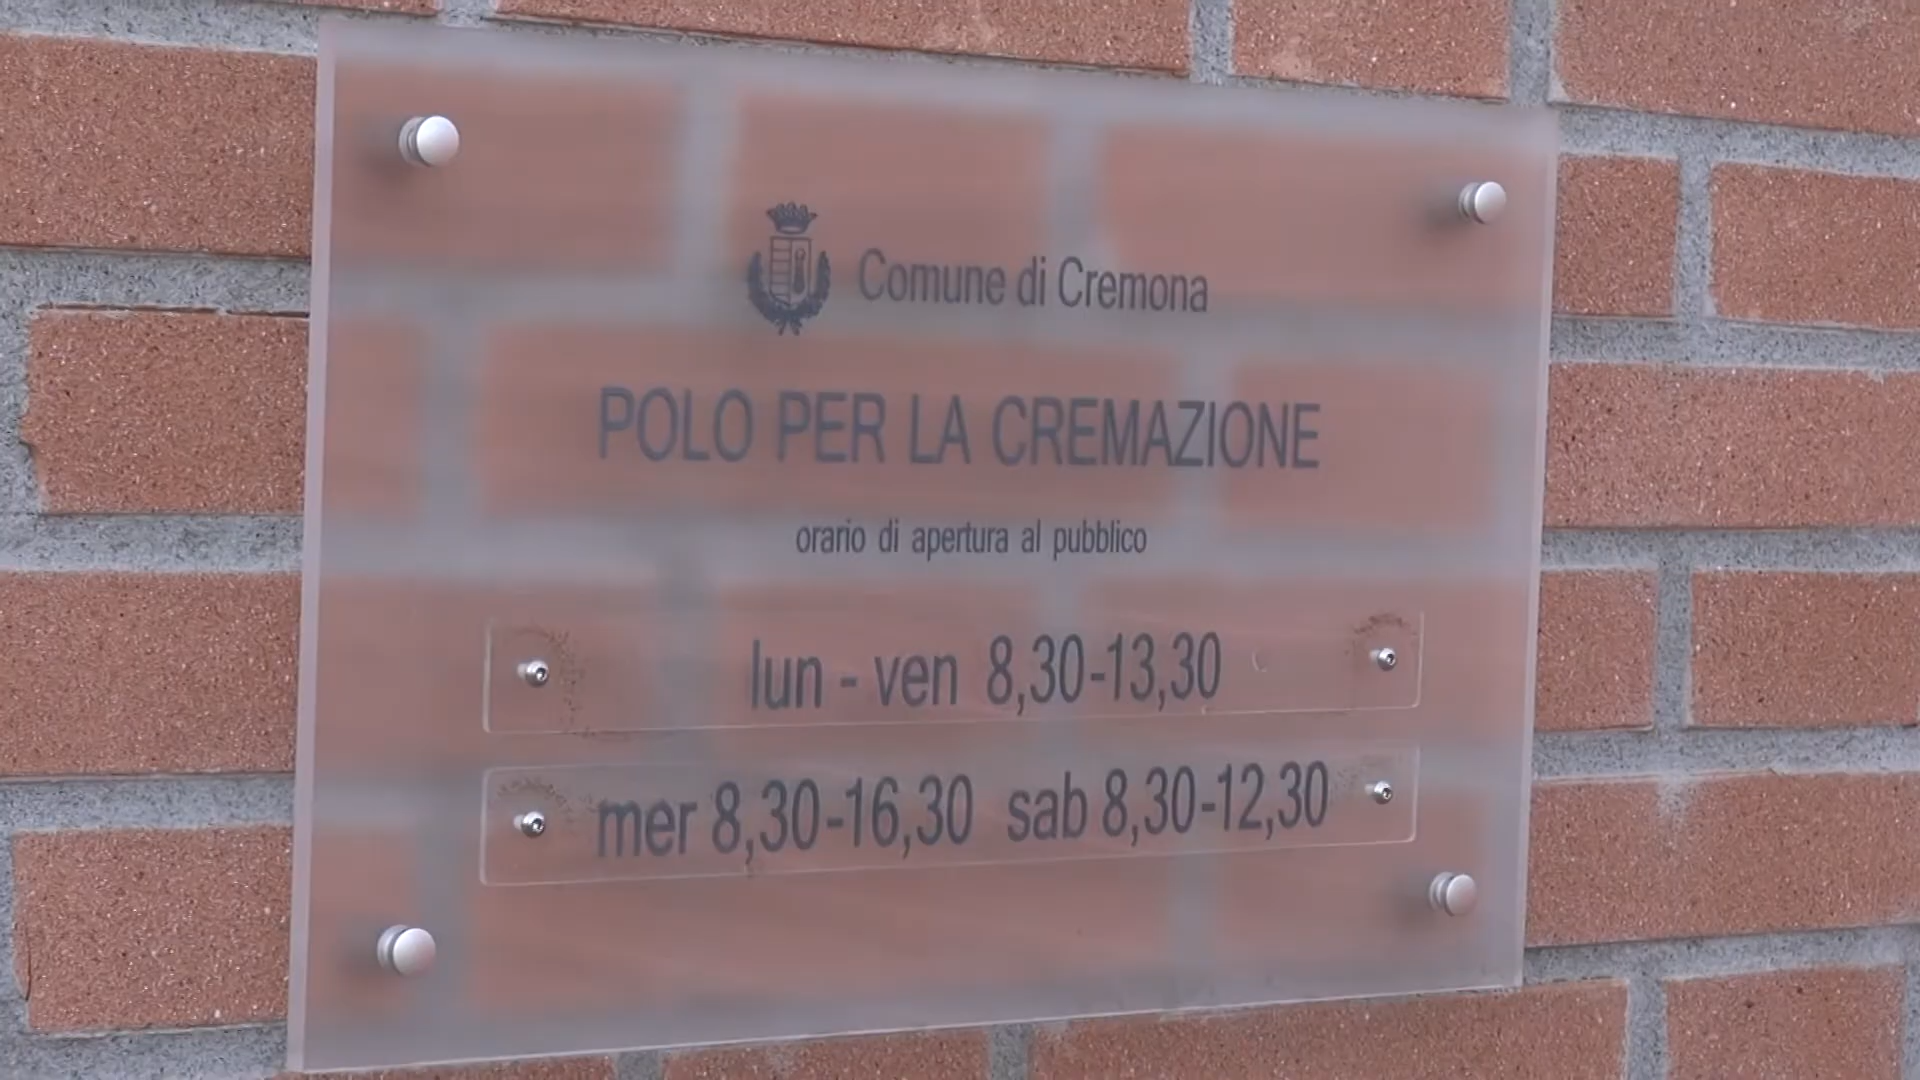 Comune di Cremona
POLO PER LA CREMAZIONE
orario di apertura al pubblico
lun - ven 8,30-13,30
mer 8,30-16,30 sab 8,30-12,30